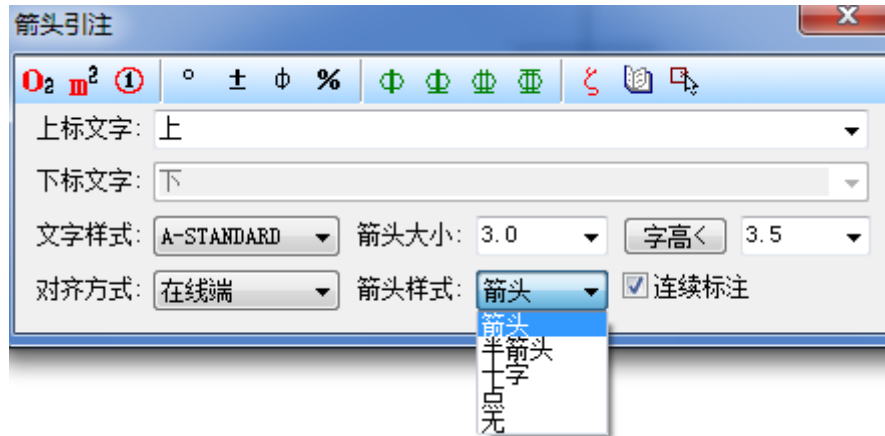 箭头引注
O₂ m² ① ° ± ϕ %
上标文字: 上
下标文字: 下
文字样式: A-STANDARD 箭头大小: 3.0 字高< 3.5
对齐方式: 在线端 箭头样式: 箭头 连续标注
箭头
半箭头
十字
点
无